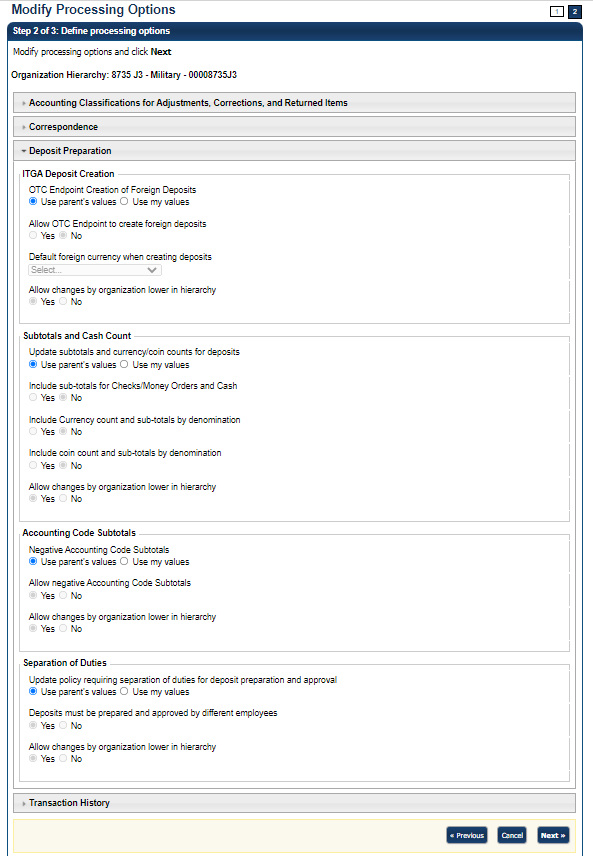 Modify Processing Options
1 2
Step 2 of 3: Define processing options
Modify processing options and click Next
Organization Hierarchy: 8735 J3 - Military - 00008735J3
Accounting Classifications for Adjustments, Corrections, and Returned Items
Correspondence
Deposit Preparation
ITGA Deposit Creation
OTC Endpoint Creation of Foreign Deposits
Use parent's values Use my values
Allow OTC Endpoint to create foreign deposits
Yes No
Default foreign currency when creating deposits
Select...
Allow changes by organization lower in hierarchy
Yes No
Subtotals and Cash Count
Update subtotals and currency/coin counts for deposits
Use parent's values Use my values
Include sub-totals for Checks/Money Orders and Cash
Yes No
Include Currency count and sub-totals by denomination
Yes No
Include coin count and sub-totals by denomination
Yes No
Allow changes by organization lower in hierarchy
Yes No
Accounting Code Subtotals
Negative Accounting Code Subtotals
Use parent's values Use my values
Allow negative Accounting Code Subtotals
Yes No
Allow changes by organization lower in hierarchy
Yes No
Separation of Duties
Update policy requiring separation of duties for deposit preparation and approval
Use parent's values Use my values
Deposits must be prepared and approved by different employees
Yes No
Allow changes by organization lower in hierarchy
Yes No
Transaction History
« Previous Cancel Next »